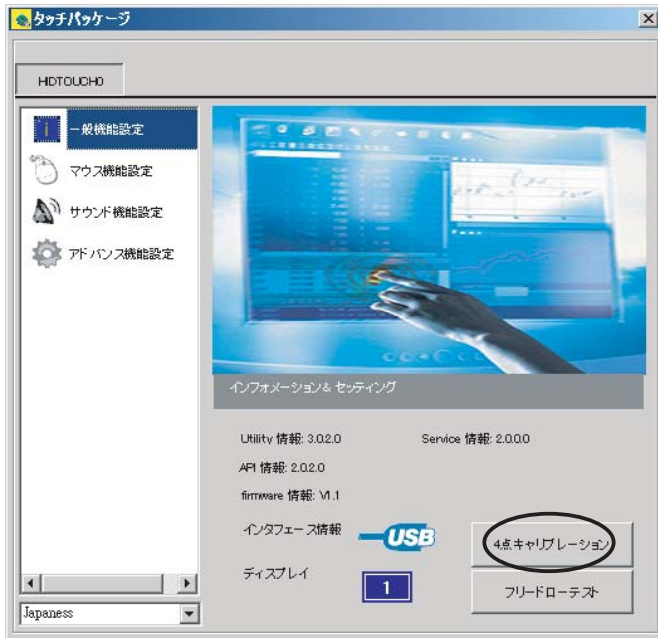 タッチパッケージ
HIDTOUCH0
一般機能設定
マウス機能設定
サウンド機能設定
アドバンス機能設定
インフォメーション& セッティング
Utility 情報: 3.0.2.0
Service 情報: 2.0.0.0
API 情報: 2.0.2.0
firmware 情報: V1.1
インタフェース情報
USB
4点キャリブレーション
ディスプレイ
1
フリードローテスト
Japaness